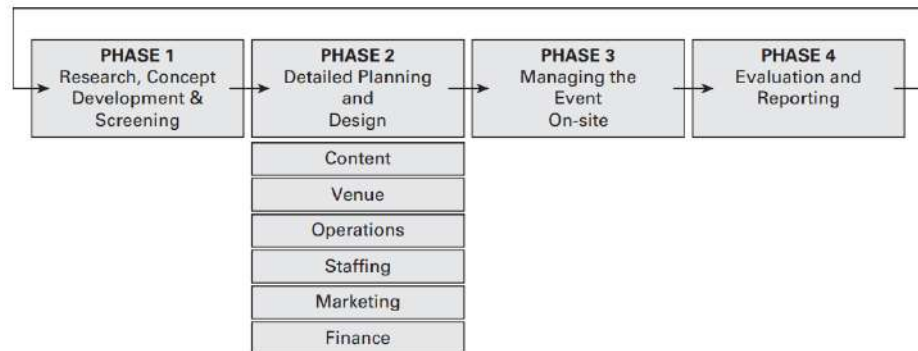 PHASE 1
Research, Concept
Development &
Screening
PHASE 2
Detailed Planning
and
Design
PHASE 3
Managing the
Event
On-site
PHASE 4
Evaluation and
Reporting
Content
Venue
Operations
Staffing
Marketing
Finance